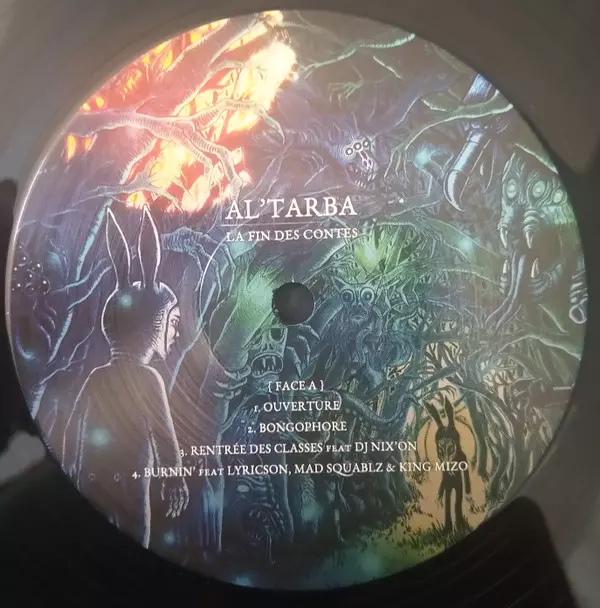 AL'TARBA
LA FIN DES CONTES
{ FACE A }
1. OUVERTURE
2. BONGOPHORE
3. RENTRÉE DES CLASSES FEAT DJ NIX'ON
4. BURNIN' FEAT LYRICSON, MAD SQUABLZ & KING MIZO